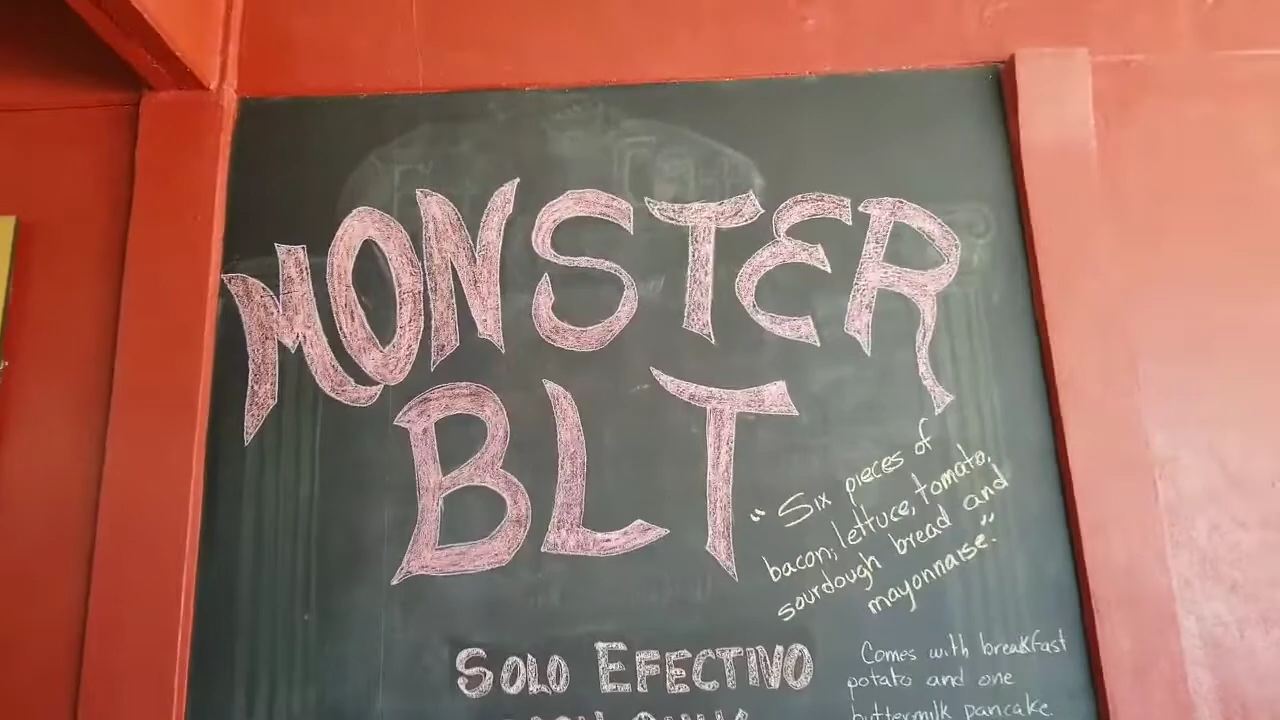 MONSTER
BLT
"Six pieces of
bacon, lettuce, tomato,
sourdough bread and
mayonnaise."
SOLO EFECTIVO
Comes with breakfast
potato and one
buttermilk pancake.